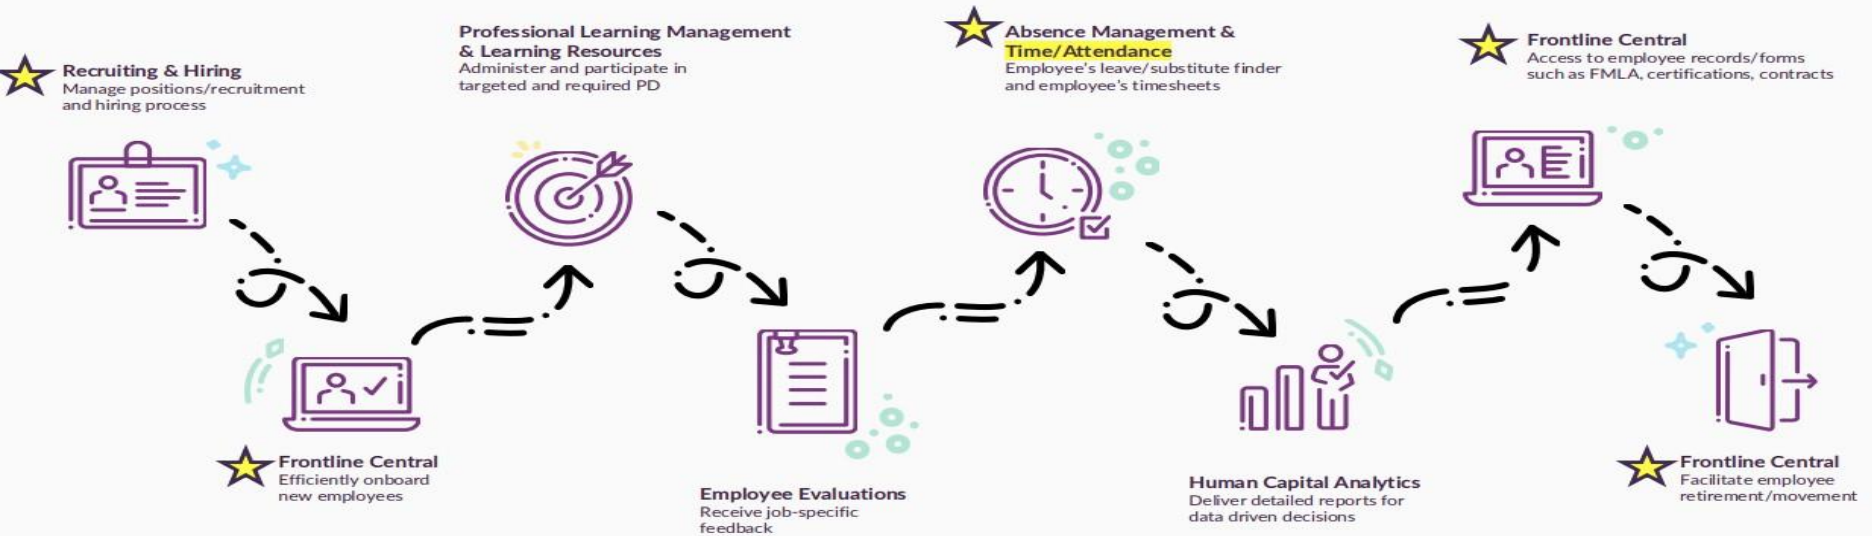 Recruiting & Hiring
Manage positions/recruitment
and hiring process
Frontline Central
Efficiently onboard
new employees
Professional Learning Management
& Learning Resources
Administer and participate in
targeted and required PD
Employee Evaluations
Receive job-specific
feedback
Absence Management &
Time/Attendance
Employee's leave/substitute finder
and employee's timesheets
Human Capital Analytics
Deliver detailed reports for
data driven decisions
Frontline Central
Access to employee records/forms
such as FMLA, certifications, contracts
Frontline Central
Facilitate employee
retirement/movement